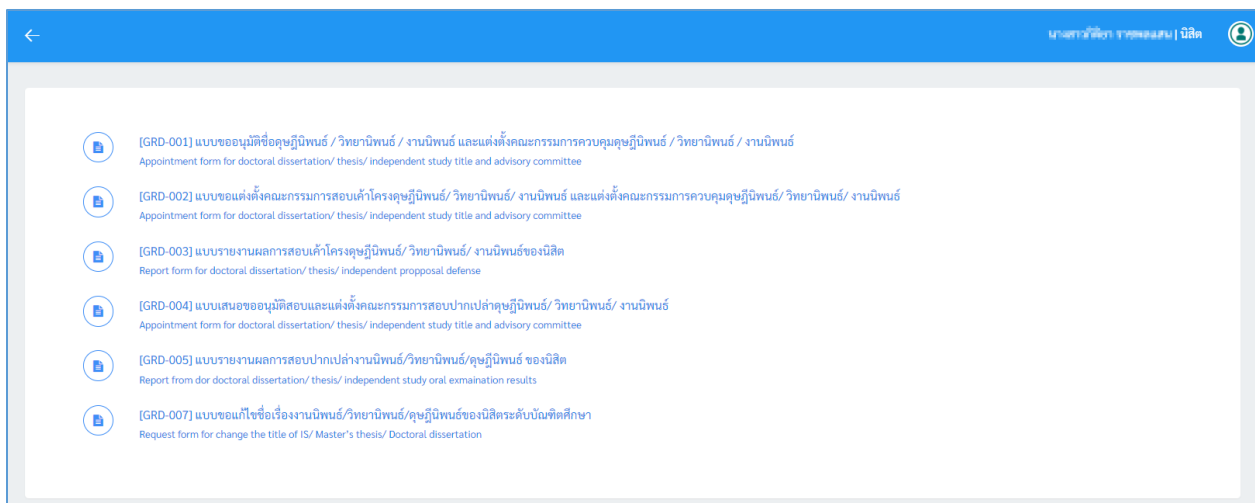 | นิสิต
[GRD-001] แบบขออนุมัติชื่อดุษฎีนิพนธ์ / วิทยานิพนธ์ / งานนิพนธ์ และแต่งตั้งคณะกรรมการควบคุมดุษฎีนิพนธ์ / วิทยานิพนธ์ / งานนิพนธ์
Appointment form for doctoral dissertation/ thesis/ independent study title and advisory committee
[GRD-002] แบบขอแต่งตั้งคณะกรรมการสอบเค้าโครงดุษฎีนิพนธ์/ วิทยานิพนธ์/ งานนิพนธ์ และแต่งตั้งคณะกรรมการควบคุมดุษฎีนิพนธ์/ วิทยานิพนธ์/ งานนิพนธ์
Appointment form for doctoral dissertation/ thesis/ independent study title and advisory committee
[GRD-003] แบบรายงานผลการสอบเค้าโครงดุษฎีนิพนธ์/ วิทยานิพนธ์/ งานนิพนธ์ของนิสิต
Report form for doctoral dissertation/ thesis/ independent propposal defense
[GRD-004] แบบเสนอขออนุมัติสอบและแต่งตั้งคณะกรรมการสอบปากเปล่าดุษฎีนิพนธ์/ วิทยานิพนธ์/ งานนิพนธ์
Appointment form for doctoral dissertation/ thesis/ independent study title and advisory committee
[GRD-005] แบบรายงานผลการสอบปากเปล่างานนิพนธ์/วิทยานิพนธ์/ดุษฎีนิพนธ์ ของนิสิต
Report from dor doctoral dissertation/ thesis/ independent study oral exmaination results
[GRD-007] แบบขอแก้ไขชื่อเรื่องงานนิพนธ์/วิทยานิพนธ์/ดุษฎีนิพนธ์ของนิสิตระดับบัณฑิตศึกษา
Request form for change the title of IS/ Master's thesis/ Doctoral dissertation